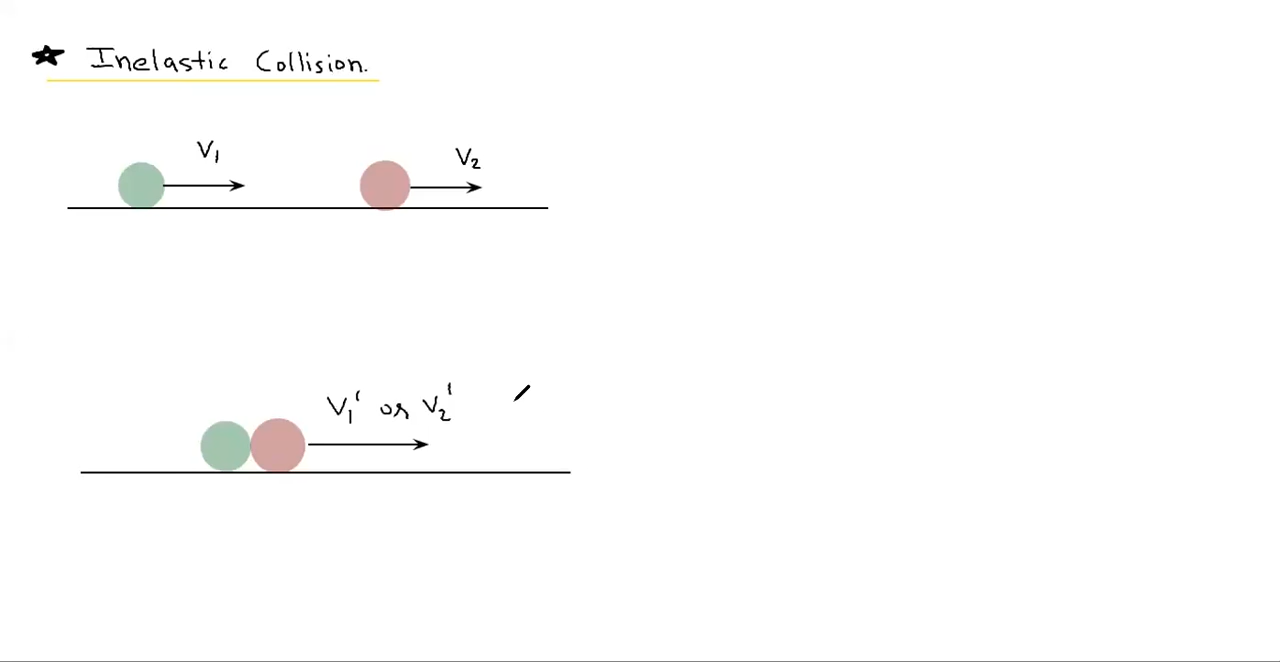 ★ Inelastic Collision.
V₁
V₂
V₁' or V₂'